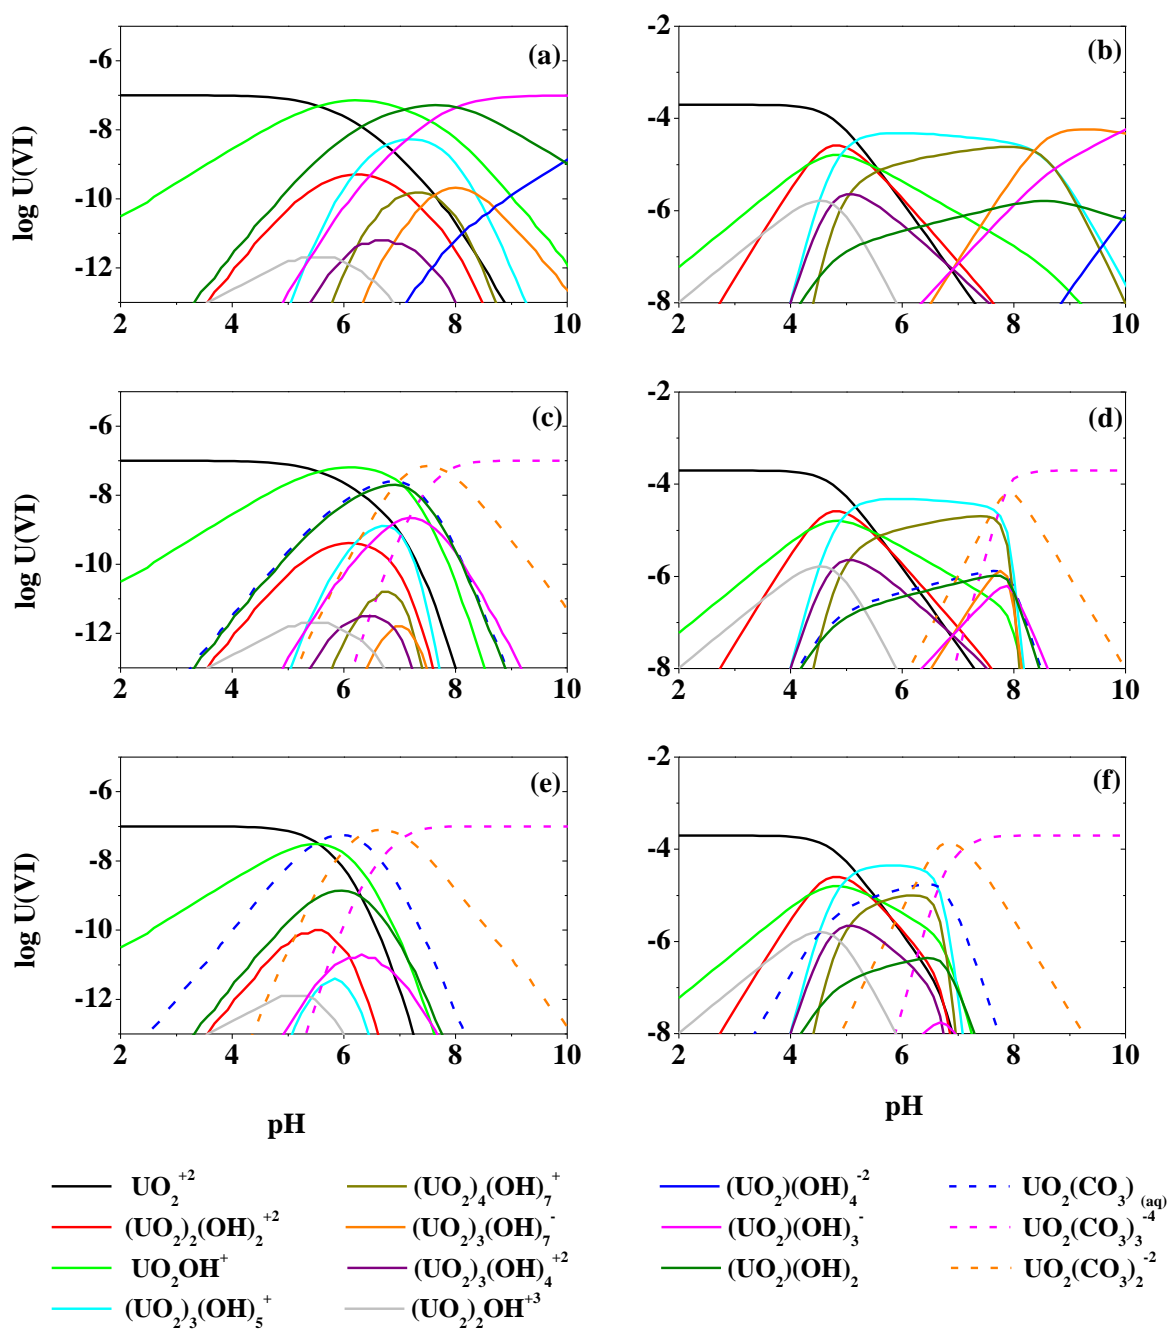 (a)
-6
-8
-10
-12
2 4 6 8 10
log U(VI)
(b)
-2
-4
-6
-8
2 4 6 8 10
(c)
-6
-8
-10
-12
2 4 6 8 10
log U(VI)
(d)
-2
-4
-6
-8
2 4 6 8 10
(e)
-6
-8
-10
-12
2 4 6 8 10
log U(VI)
pH
(f)
-2
-4
-6
-8
2 4 6 8 10
pH
UO₂⁺²
(UO₂)₂(OH)₂⁺²
UO₂OH⁺
(UO₂)₃(OH)₅⁺
(UO₂)₄(OH)₇⁺
(UO₂)₃(OH)₇⁻
(UO₂)₃(OH)₄⁺²
(UO₂)₂OH⁺³
(UO₂)(OH)₄⁻²
(UO₂)(OH)₃⁻
(UO₂)(OH)₂
UO₂(CO₃)(aq)
UO₂(CO₃)₃⁻⁴
UO₂(CO₃)₂⁻²